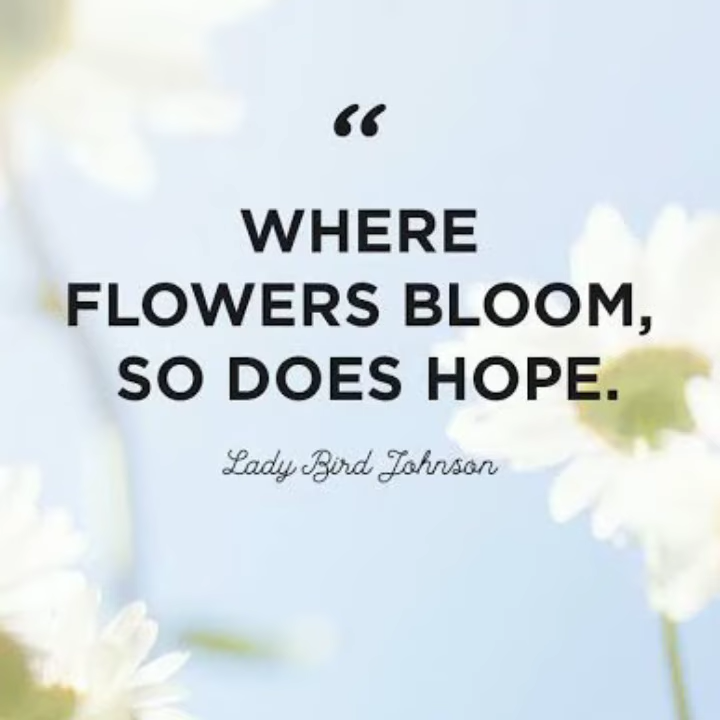 “
WHERE
FLOWERS BLOOM,
SO DOES HOPE.
Lady Bird Johnson